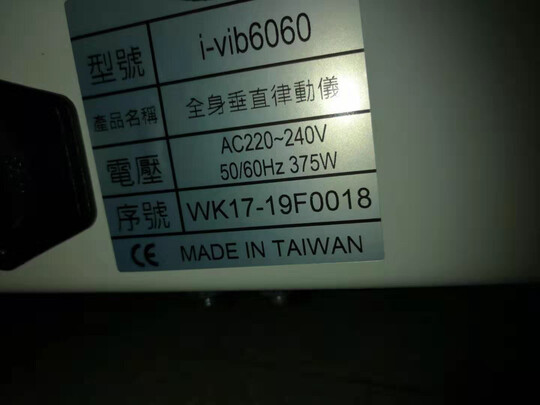 型號 i-vib6060
產品名稱 全身垂直律動儀
電壓 AC220~240V
50/60Hz 375W
序號 WK17-19F0018
CE MADE IN TAIWAN